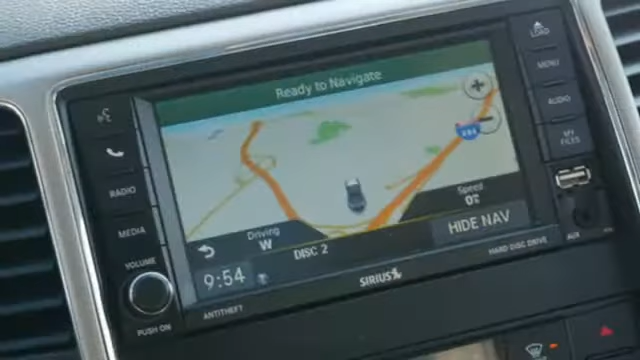 Ready to Navigate
LOAD
MENU
AUDIO
MY
FILES
RADIO
MEDIA
VOLUME
PUSH ON
Driving
W
Speed
DISC 2
HIDE NAV
9:54
SIRIUS
HARD DISC DRIVE
ANTITHEFT
AUX